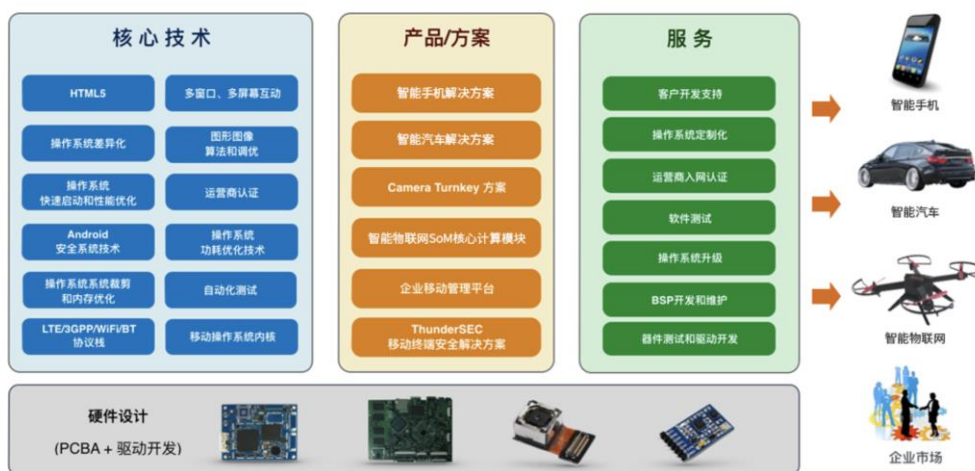 核心技术
HTML5
多窗口、多屏幕互动
操作系统差异化
图形图像
算法和调优
操作系统
快速启动和性能优化
运营商认证
Android
安全系统技术
操作系统
功耗优化技术
操作系统系统裁剪
和内存优化
自动化测试
LTE/3GPP/WiFi/BT
协议栈
移动操作系统内核
产品/方案
智能手机解决方案
智能汽车解决方案
Camera Turnkey 方案
智能物联网SoM核心计算模块
企业移动管理平台
ThunderSEC
移动终端安全解决方案
服务
客户开发支持
操作系统定制化
运营商入网认证
软件测试
操作系统升级
BSP开发和维护
器件测试和驱动开发
智能手机
智能汽车
智能物联网
企业市场
硬件设计
(PCBA + 驱动开发)